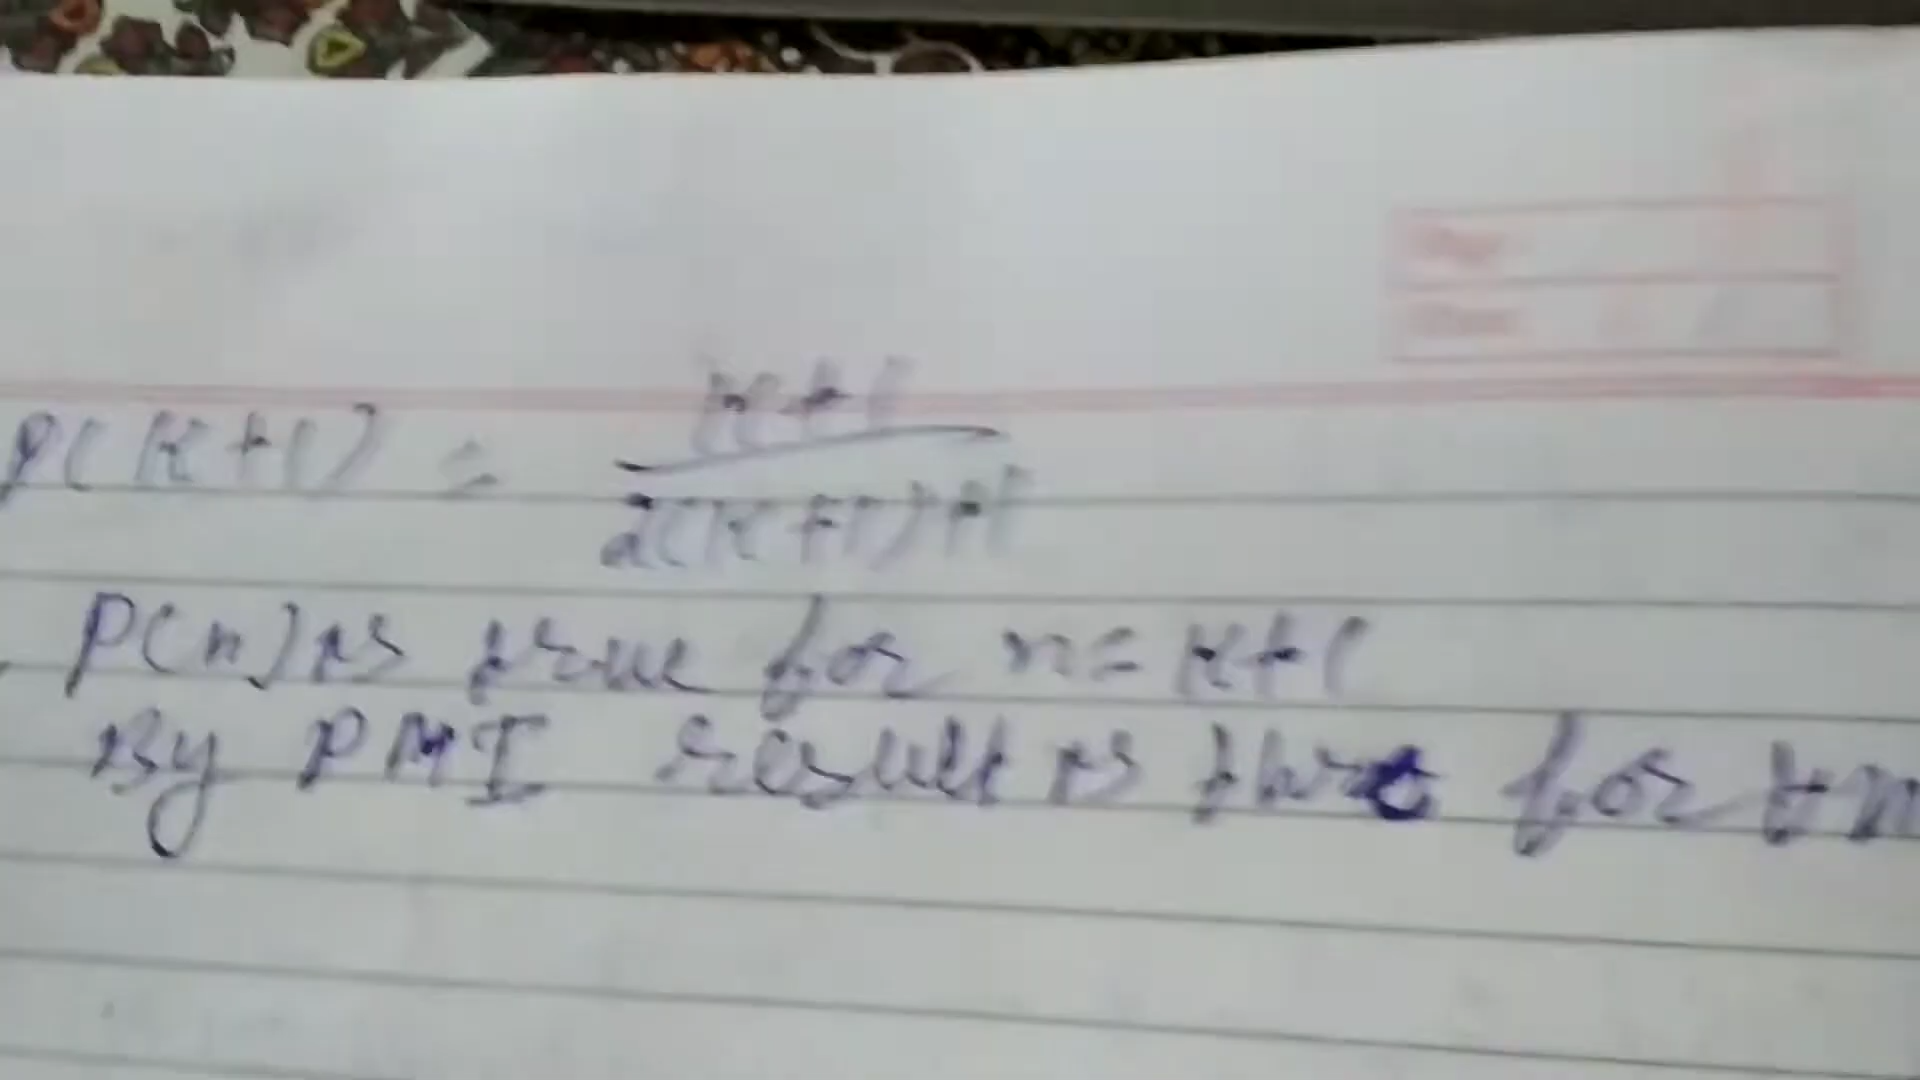 P(K+1) = K+1 / 2(K+1)+1
P(n) is true for n = K+1
By PMI result is true for ∀ n